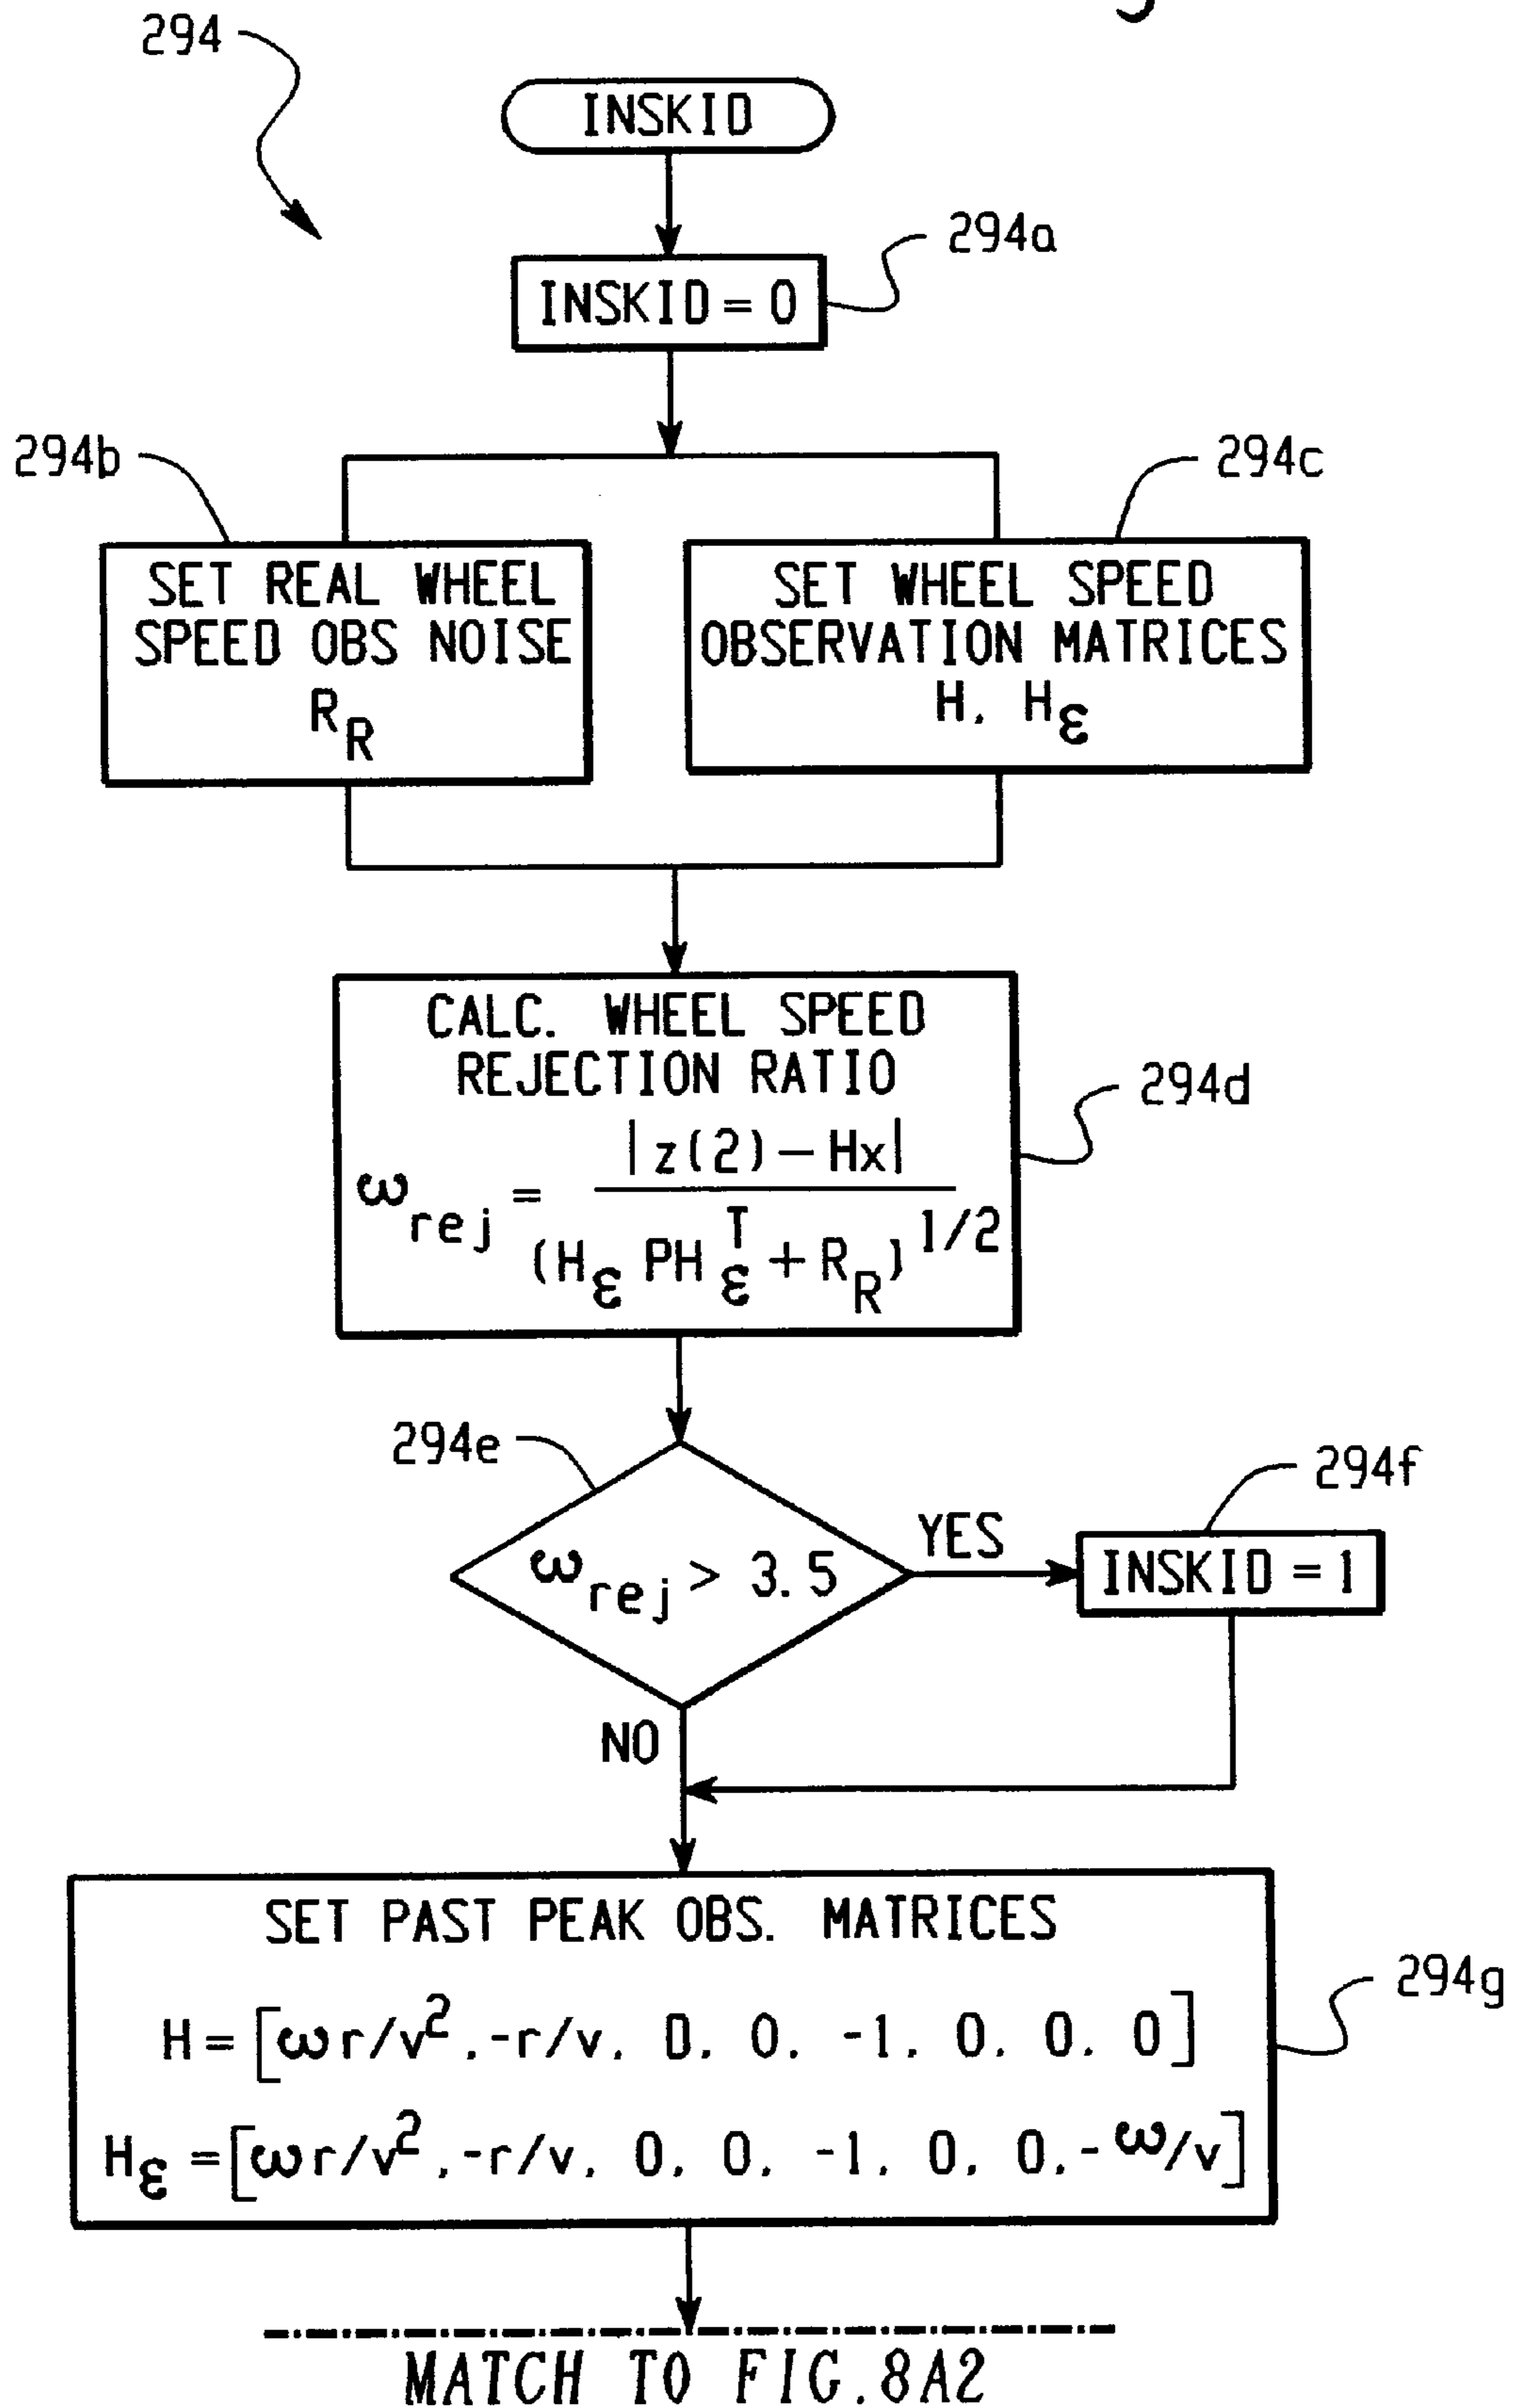 294
INSKID
294a
INSKID = 0
294b
294c
SET REAL WHEEL
SPEED OBS NOISE
R_R
SET WHEEL SPEED
OBSERVATION MATRICES
H, H_ε
CALC. WHEEL SPEED
REJECTION RATIO
294d
ω_rej = |z(2) – Hx| / (H_ε PH_ε^T + R_R)^1/2
294e
294f
ω_rej > 3.5
YES
INSKID = 1
NO
SET PAST PEAK OBS. MATRICES
294g
H = [ωr/v², -r/v, D, 0, -1, 0, 0, 0]
H_ε = [ωr/v², -r/v, 0, 0, -1, 0, 0, -ω/v]
MATCH TO FIG.8A2